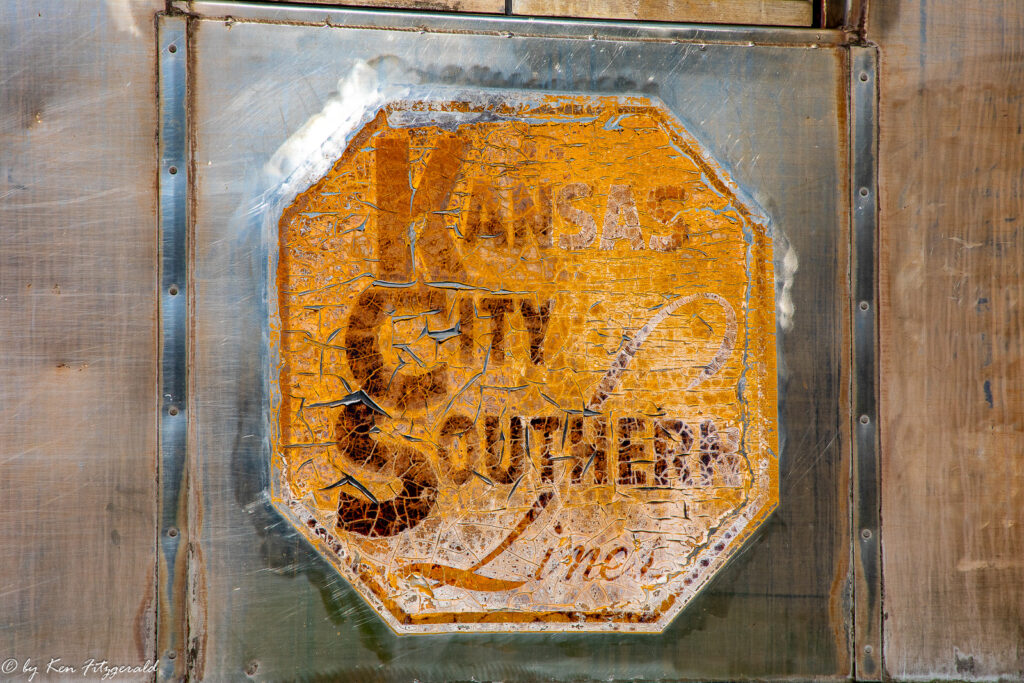 KANSAS
CITY
SOUTHERN
Lines
© by Ken Fitzgerald